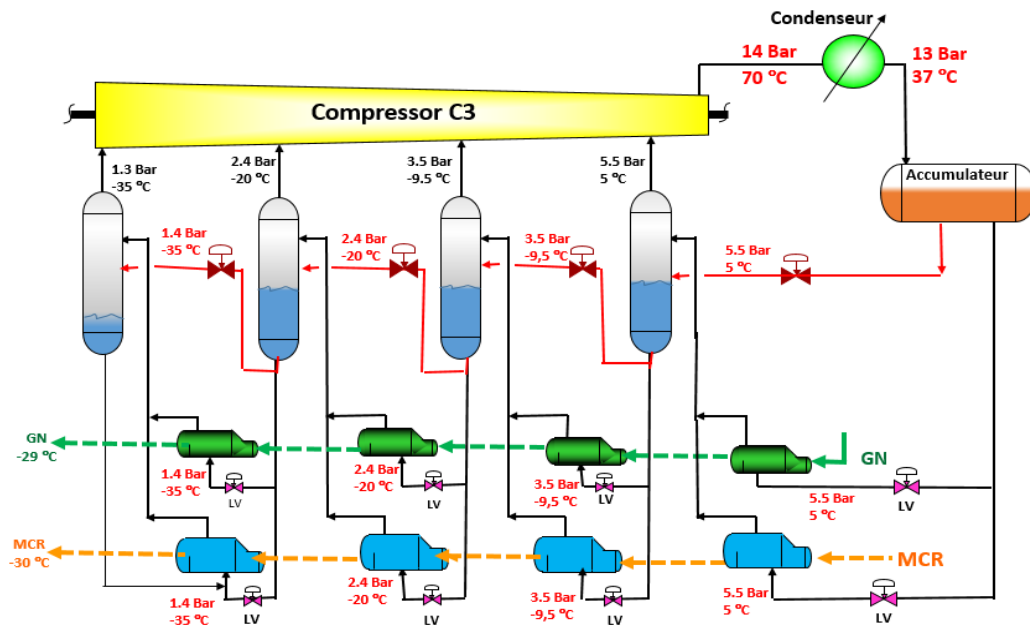 Condenseur
14 Bar
70 °C
13 Bar
37 °C
Compressor C3
1.3 Bar
-35 °C
2.4 Bar
-20 °C
3.5 Bar
-9.5 °C
5.5 Bar
5 °C
Accumulateur
1.4 Bar
-35 °C
2.4 Bar
-20 °C
3.5 Bar
-9,5 °C
5.5 Bar
5 °C
GN
-29 °C
1.4 Bar
-35 °C
LV
2.4 Bar
-20 °C
LV
3.5 Bar
-9,5 °C
LV
GN
5.5 Bar
5 °C
LV
MCR
-30 °C
MCR
1.4 Bar
-35 °C
LV
2.4 Bar
-20 °C
LV
3.5 Bar
-9,5 °C
LV
5.5 Bar
5 °C
LV